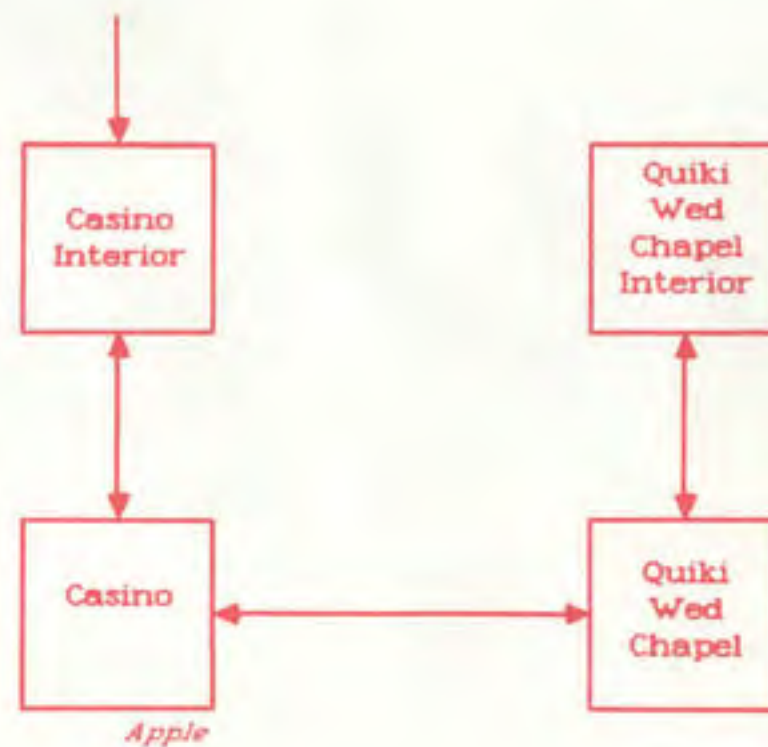 Casino
Interior
Quiki
Wed
Chapel
Interior
Casino
Quiki
Wed
Chapel
Apple